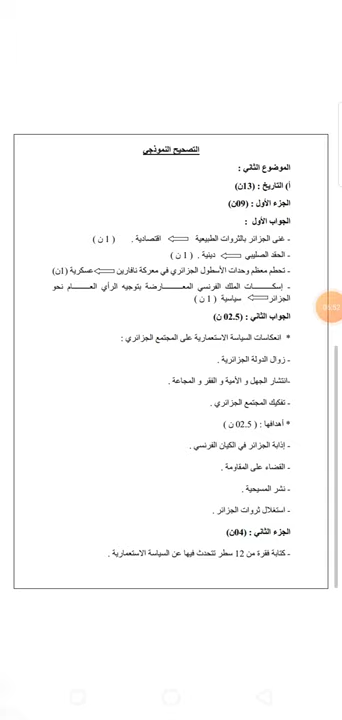 التصحيح النموذجي
الموضوع الثاني :
أ) التاريخ : (13ن)
الجزء الأول : (09ن)
الجواب الأول :
- غنى الجزائر بالثروات الطبيعية ⇐ اقتصادية . ( 1 ن )
- الحقد الصليبي ⇐ دينية . ( 1 ن )
- تحطم معظم وحدات الأسطول الجزائري في معركة نافارين ⇐ عسكرية (1ن)
- إسكـــات الملك الفرنسي المعـــارضة بتوجيه الرأي العـــام نحو
الجزائر ⇐ سياسية ( 1 ن )
الجواب الثاني : (02.5 ن)
* انعكاسات السياسة الاستعمارية على المجتمع الجزائري :
- زوال الدولة الجزائرية .
-انتشار الجهل و الأمية و الفقر و المجاعة .
- تفكيك المجتمع الجزائري .
* أهدافها : ( 02.5 ن )
- إذابة الجزائر في الكيان الفرنسي .
- القضاء على المقاومة .
- نشر المسيحية .
- استغلال ثروات الجزائر .
الجزء الثاني : (04ن)
- كتابة فقرة من 12 سطر تتحدث فيها عن السياسة الاستعمارية .